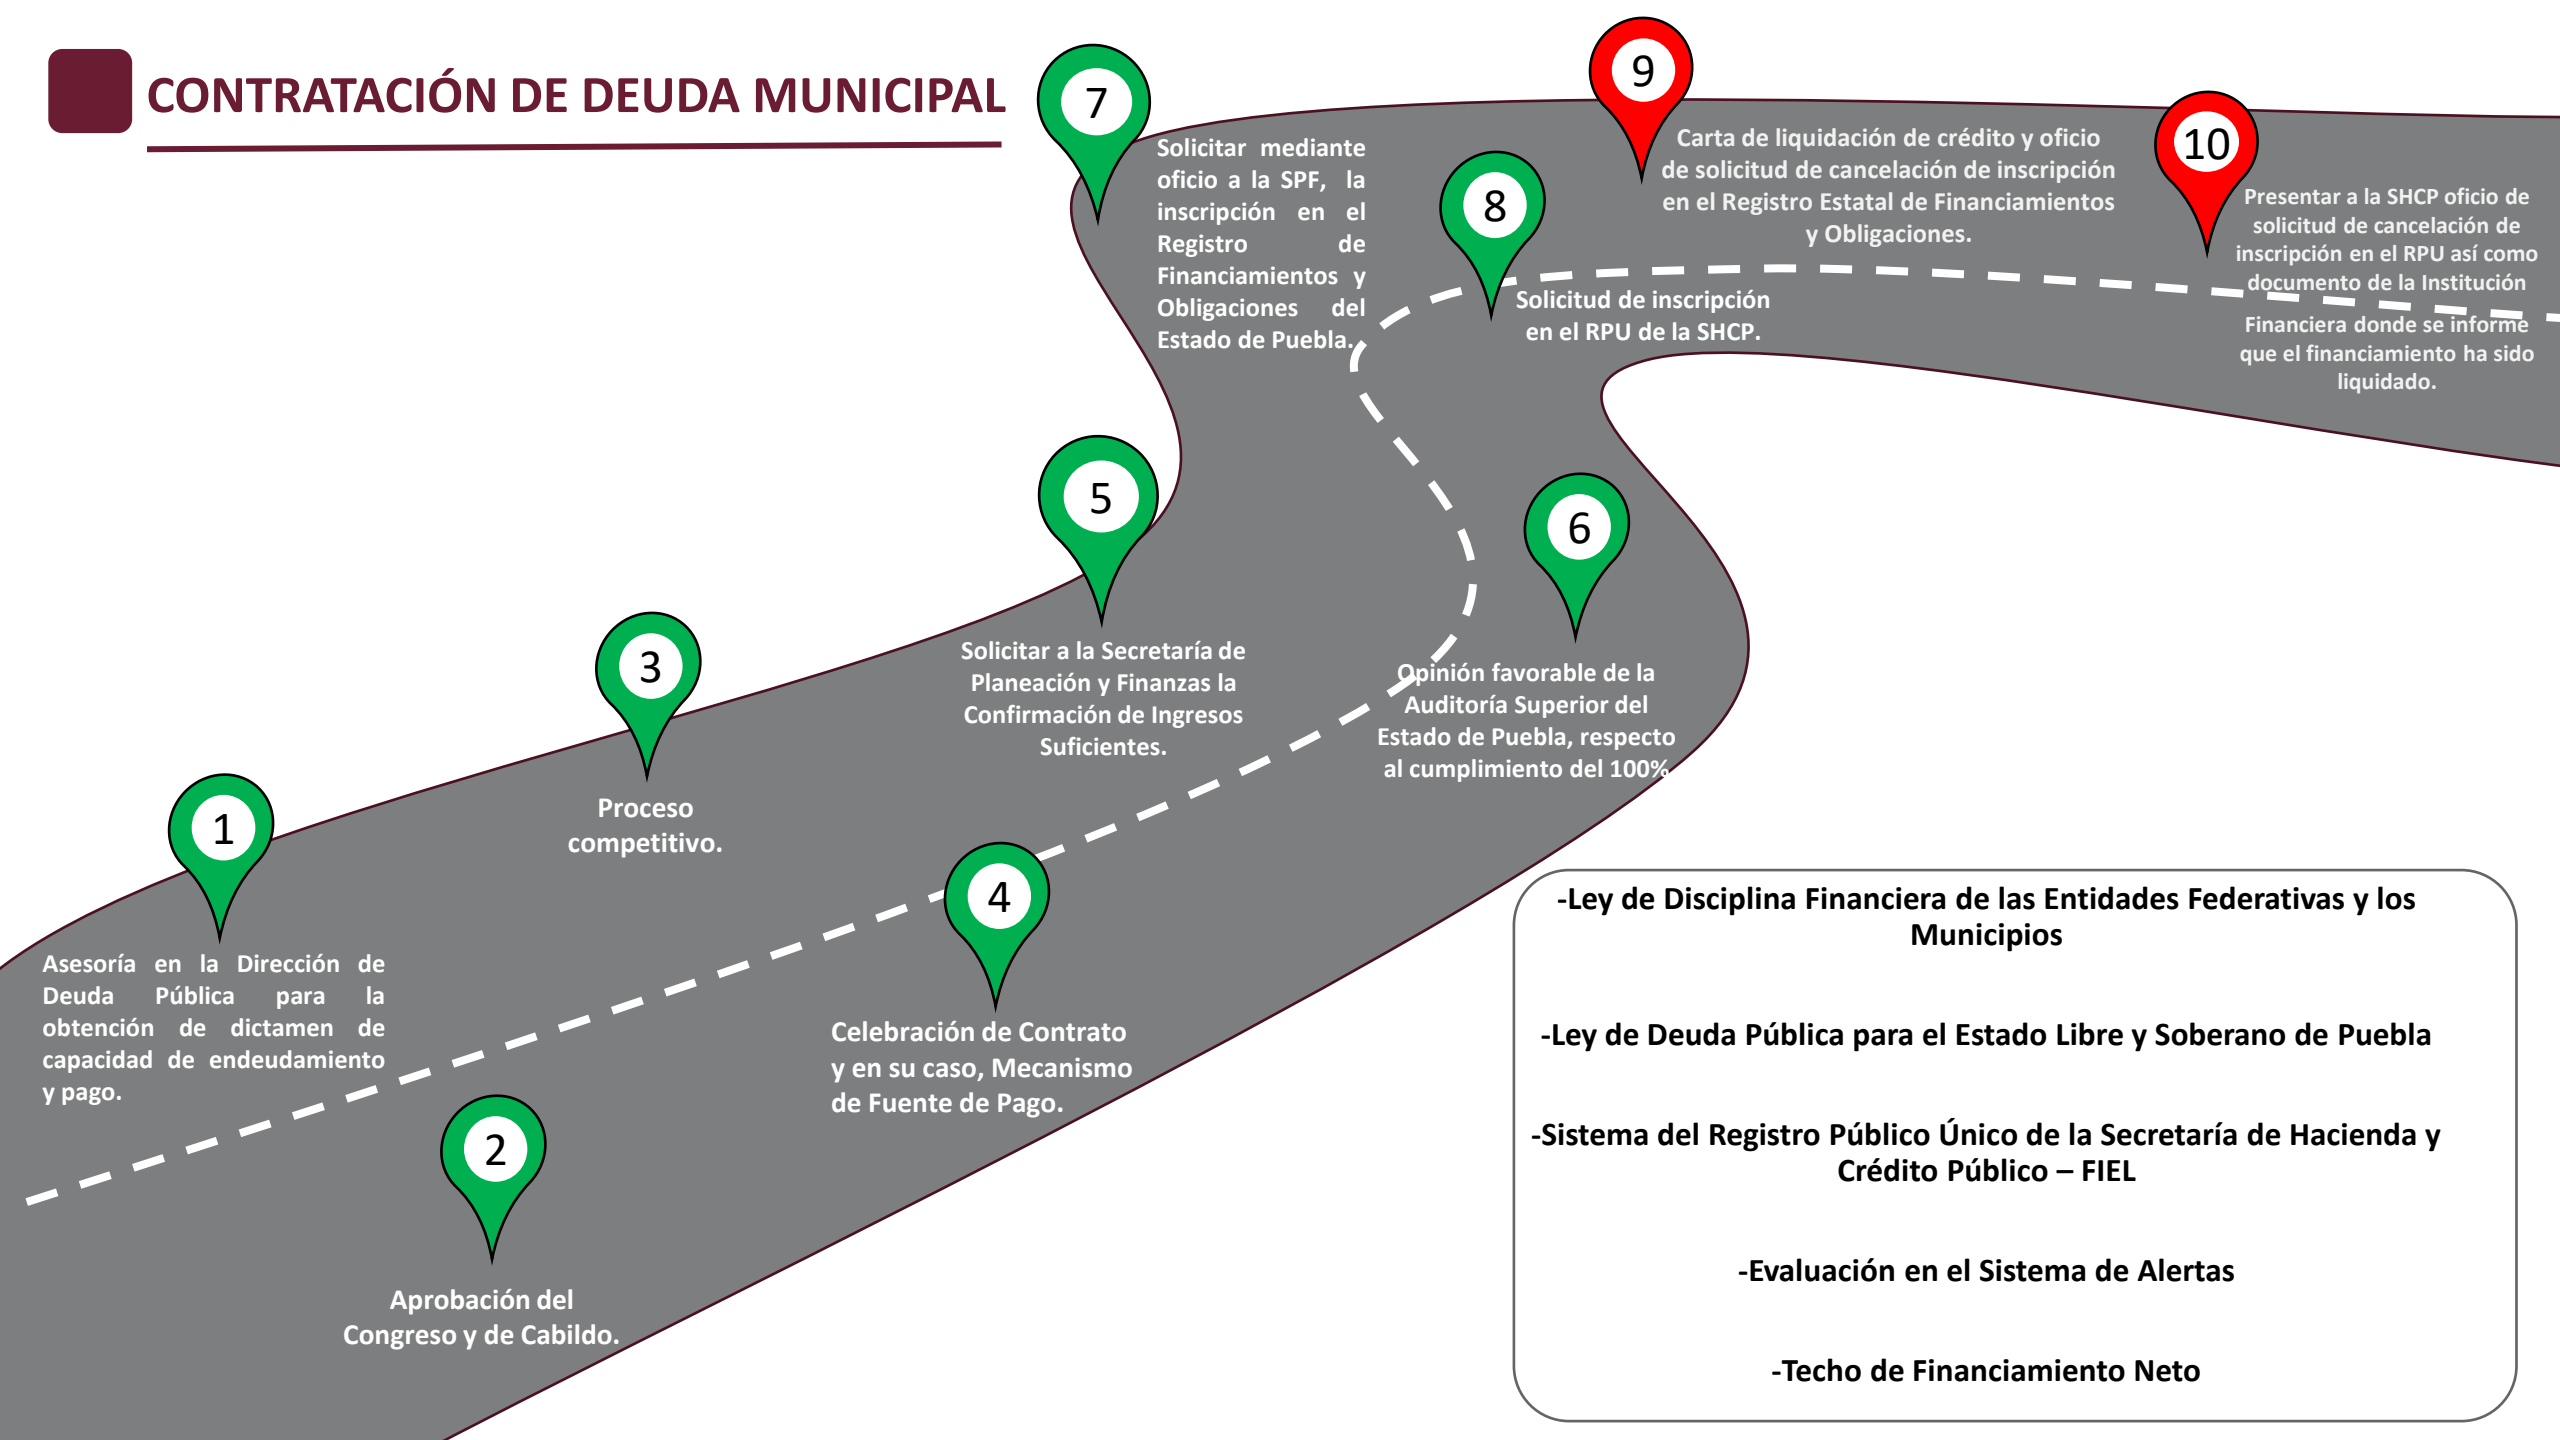 CONTRATACIÓN DE DEUDA MUNICIPAL
1
Asesoría en la Dirección de
Deuda Pública para la
obtención de dictamen de
capacidad de endeudamiento
y pago.
2
Aprobación del
Congreso y de Cabildo.
3
Proceso
competitivo.
4
Celebración de Contrato
y en su caso, Mecanismo
de Fuente de Pago.
5
Solicitar a la Secretaría de
Planeación y Finanzas la
Confirmación de Ingresos
Suficientes.
6
Opinión favorable de la
Auditoría Superior del
Estado de Puebla, respecto
al cumplimiento del 100%
7
Solicitar mediante
oficio a la SPF, la
inscripción en el
Registro de
Financiamientos y
Obligaciones del
Estado de Puebla.
8
Solicitud de inscripción
en el RPU de la SHCP.
9
Carta de liquidación de crédito y oficio
de solicitud de cancelación de inscripción
en el Registro Estatal de Financiamientos
y Obligaciones.
10
Presentar a la SHCP oficio de
solicitud de cancelación de
inscripción en el RPU así como
documento de la Institución
Financiera donde se informe
que el financiamiento ha sido
liquidado.
-Ley de Disciplina Financiera de las Entidades Federativas y los
Municipios
-Ley de Deuda Pública para el Estado Libre y Soberano de Puebla
-Sistema del Registro Público Único de la Secretaría de Hacienda y
Crédito Público – FIEL
-Evaluación en el Sistema de Alertas
-Techo de Financiamiento Neto